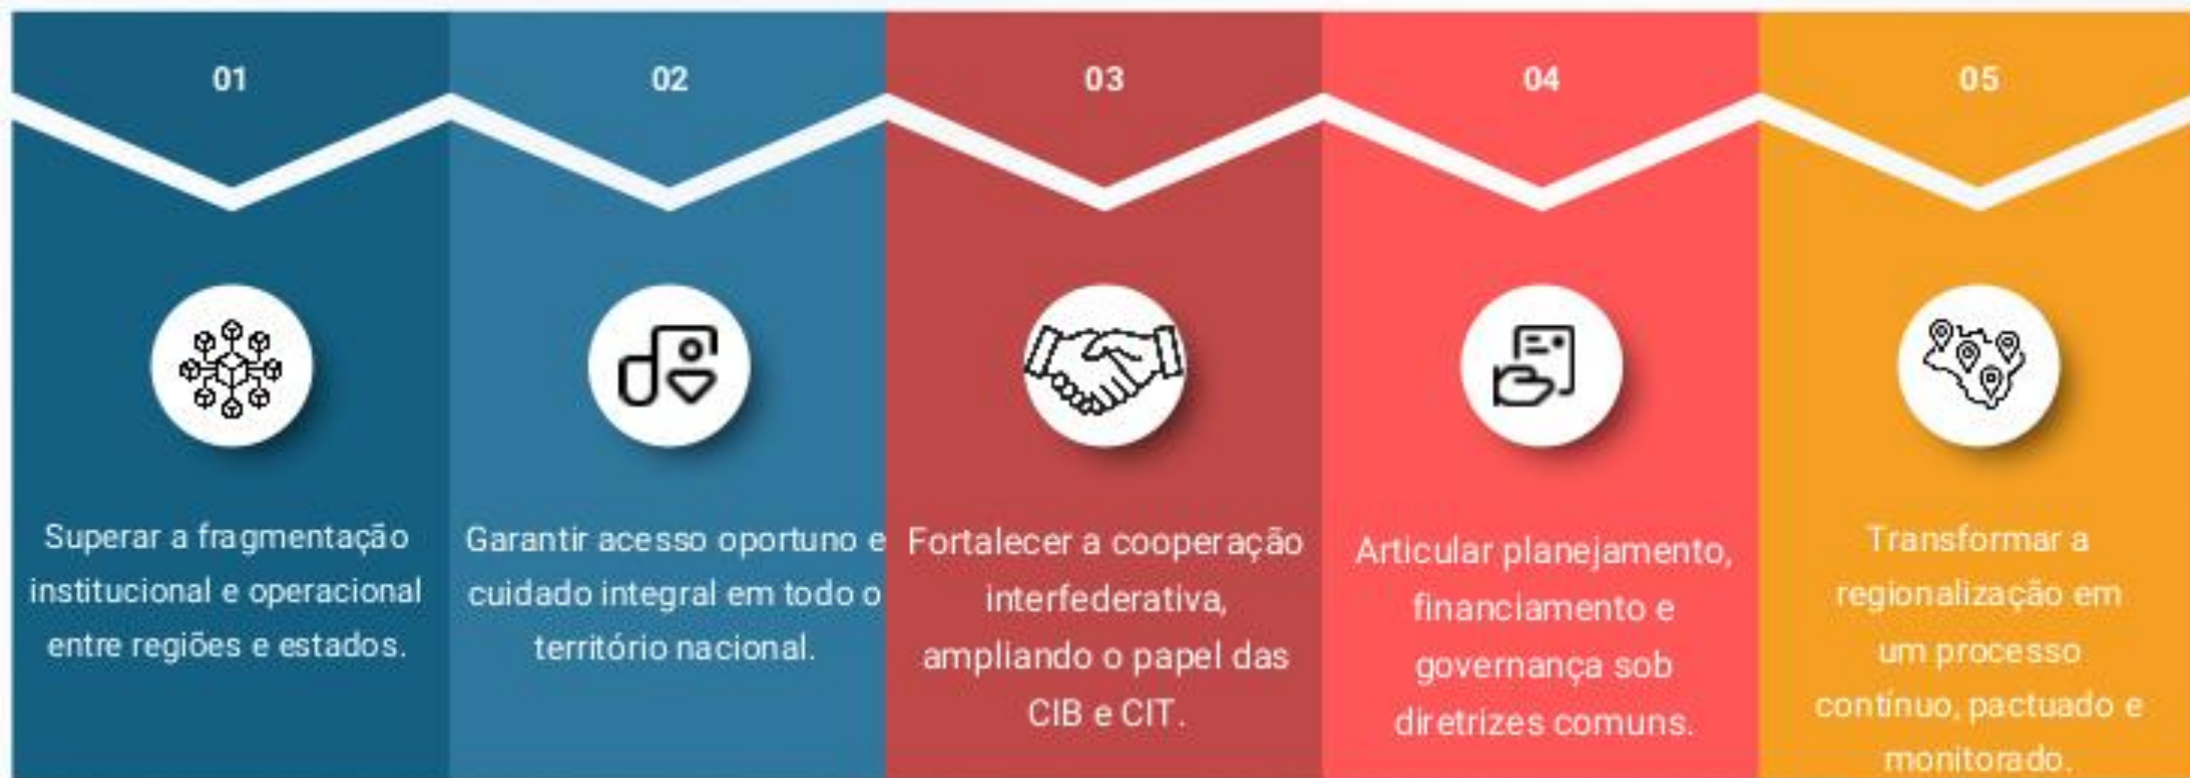 01
Superar a fragmentação
institucional e operacional
entre regiões e estados.
02
Garantir acesso oportuno e
cuidado integral em todo o
território nacional.
03
Fortalecer a cooperação
interfederativa,
ampliando o papel das
CIB e CIT.
04
Articular planejamento,
financiamento e
governança sob
diretrizes comuns.
05
Transformar a
regionalização em
um processo
contínuo, pactuado e
monitorado.